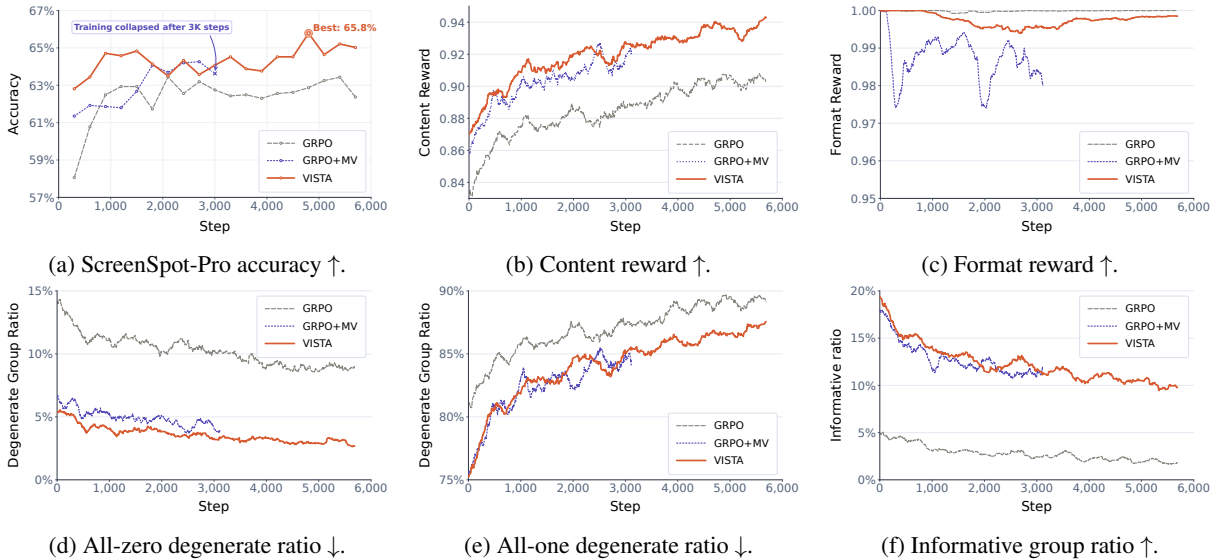 67%
65%
63%
61%
59%
57%
Accuracy
Training collapsed after 3K steps
Best: 65.8%
GRPO
GRPO+MV
VISTA
0
1,000
2,000
3,000
4,000
5,000
6,000
Step
(a) ScreenSpot-Pro accuracy ↑.
0.94
0.92
0.90
0.88
0.86
0.84
Content Reward
GRPO
GRPO+MV
VISTA
0
1,000
2,000
3,000
4,000
5,000
6,000
Step
(b) Content reward ↑.
1.00
0.99
0.98
0.97
0.96
0.95
Format Reward
GRPO
GRPO+MV
VISTA
0
1,000
2,000
3,000
4,000
5,000
6,000
Step
(c) Format reward ↑.
15%
10%
5%
0%
Degenerate Group Ratio
GRPO
GRPO+MV
VISTA
0
1,000
2,000
3,000
4,000
5,000
6,000
Step
(d) All-zero degenerate ratio ↓.
90%
85%
80%
75%
Degenerate Group Ratio
GRPO
GRPO+MV
VISTA
0
1,000
2,000
3,000
4,000
5,000
6,000
Step
(e) All-one degenerate ratio ↓.
20%
15%
10%
5%
0%
Informative ratio
GRPO
GRPO+MV
VISTA
0
1,000
2,000
3,000
4,000
5,000
6,000
Step
(f) Informative group ratio ↑.